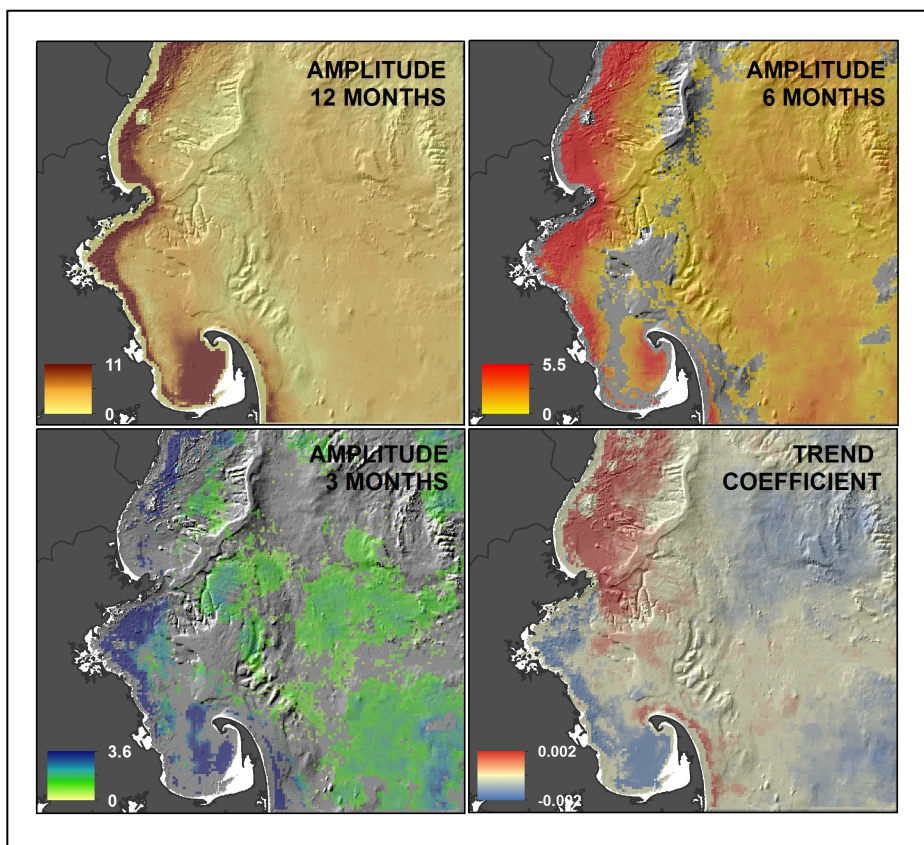 AMPLITUDE
12 MONTHS
11
0
AMPLITUDE
6 MONTHS
5.5
0
AMPLITUDE
3 MONTHS
3.6
0
TREND
COEFFICIENT
0.002
-0.002